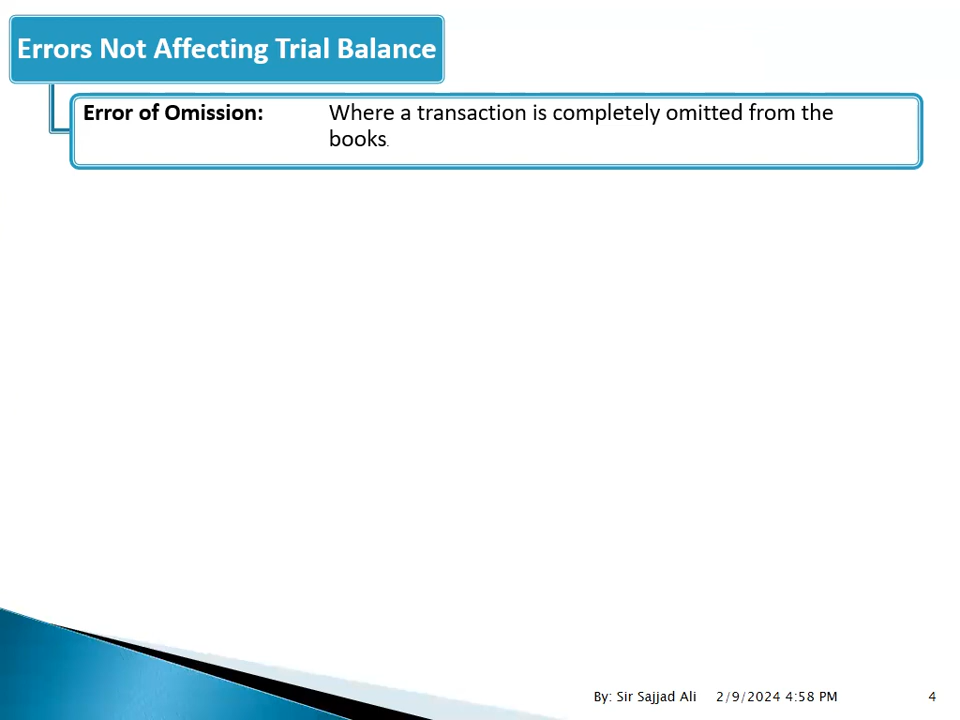 Errors Not Affecting Trial Balance
Error of Omission: Where a transaction is completely omitted from the
books.
By: Sir Sajjad Ali 2/9/2024 4:58 PM 4